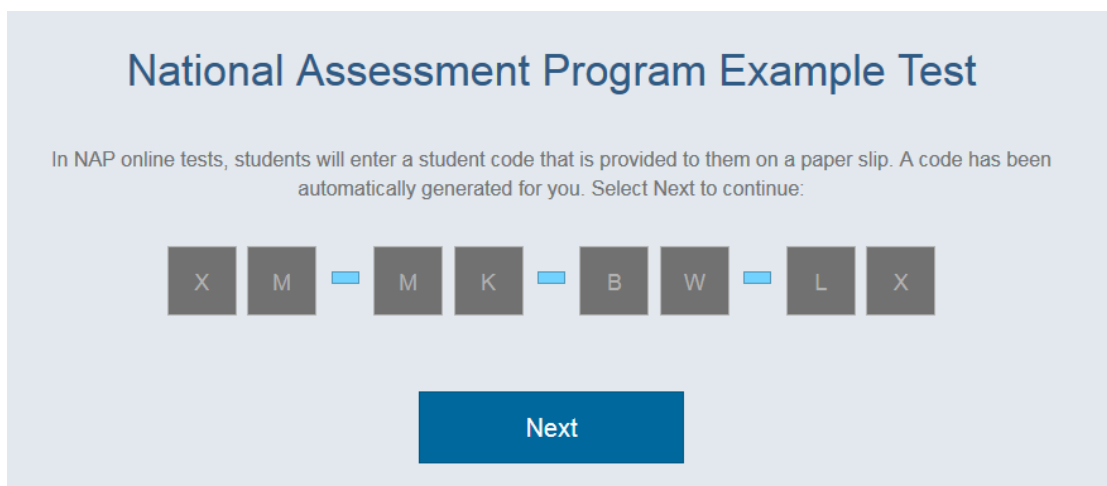 National Assessment Program Example Test
In NAP online tests, students will enter a student code that is provided to them on a paper slip. A code has been
automatically generated for you. Select Next to continue:
X M - M K - B W - L X
Next